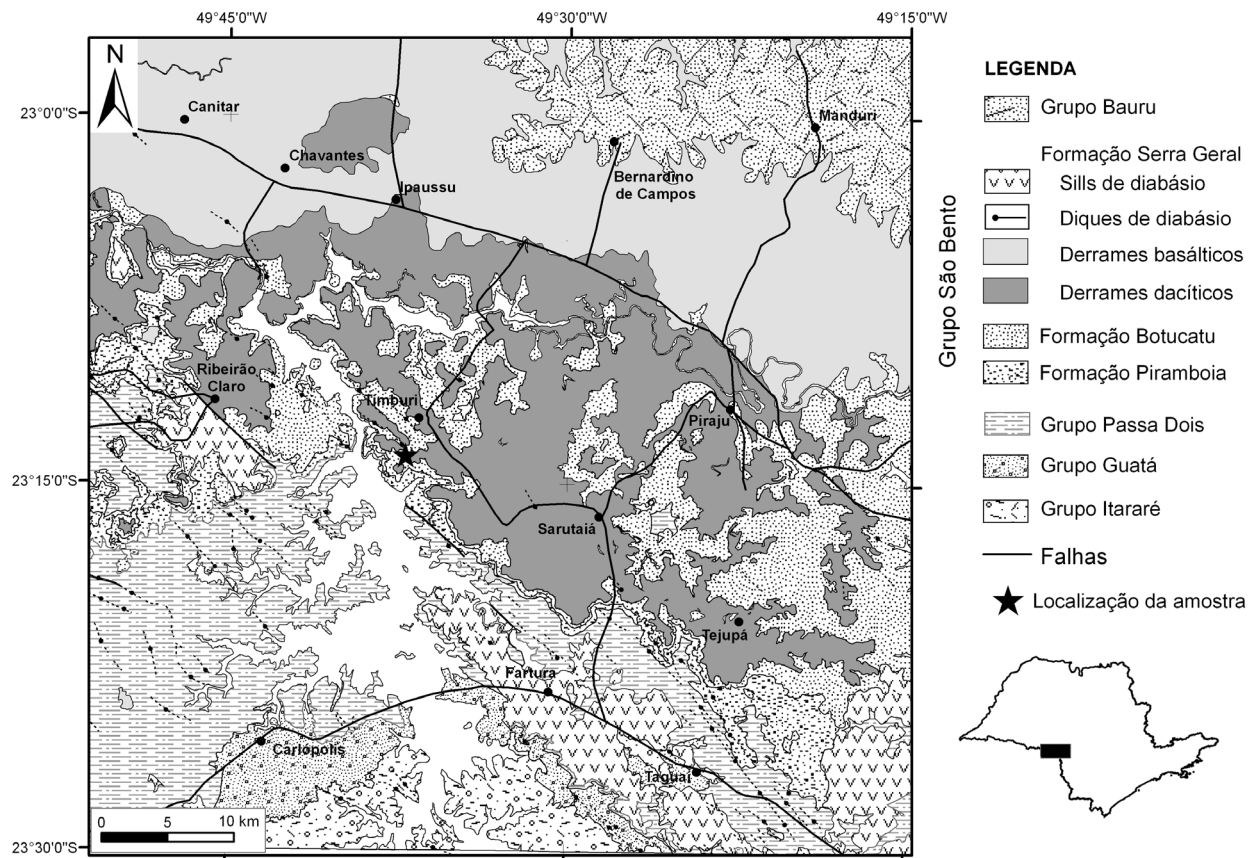 49°45'0"W
49°30'0"W
49°15'0"W
N
23°0'0"S
23°15'0"S
23°30'0"S
Canitar
Chavantes
Ipaussu
Bernardino
de Campos
Manduri
Ribeirão
Claro
Timburi
Piraju
Sarutaiá
Tejupá
Fartura
Carlópolis
Taguaí
0 5 10 km
LEGENDA
Grupo Bauru
Grupo São Bento
Formação Serra Geral
Sills de diabásio
Diques de diabásio
Derrames basálticos
Derrames dacíticos
Formação Botucatu
Formação Piramboia
Grupo Passa Dois
Grupo Guatá
Grupo Itararé
Falhas
Localização da amostra